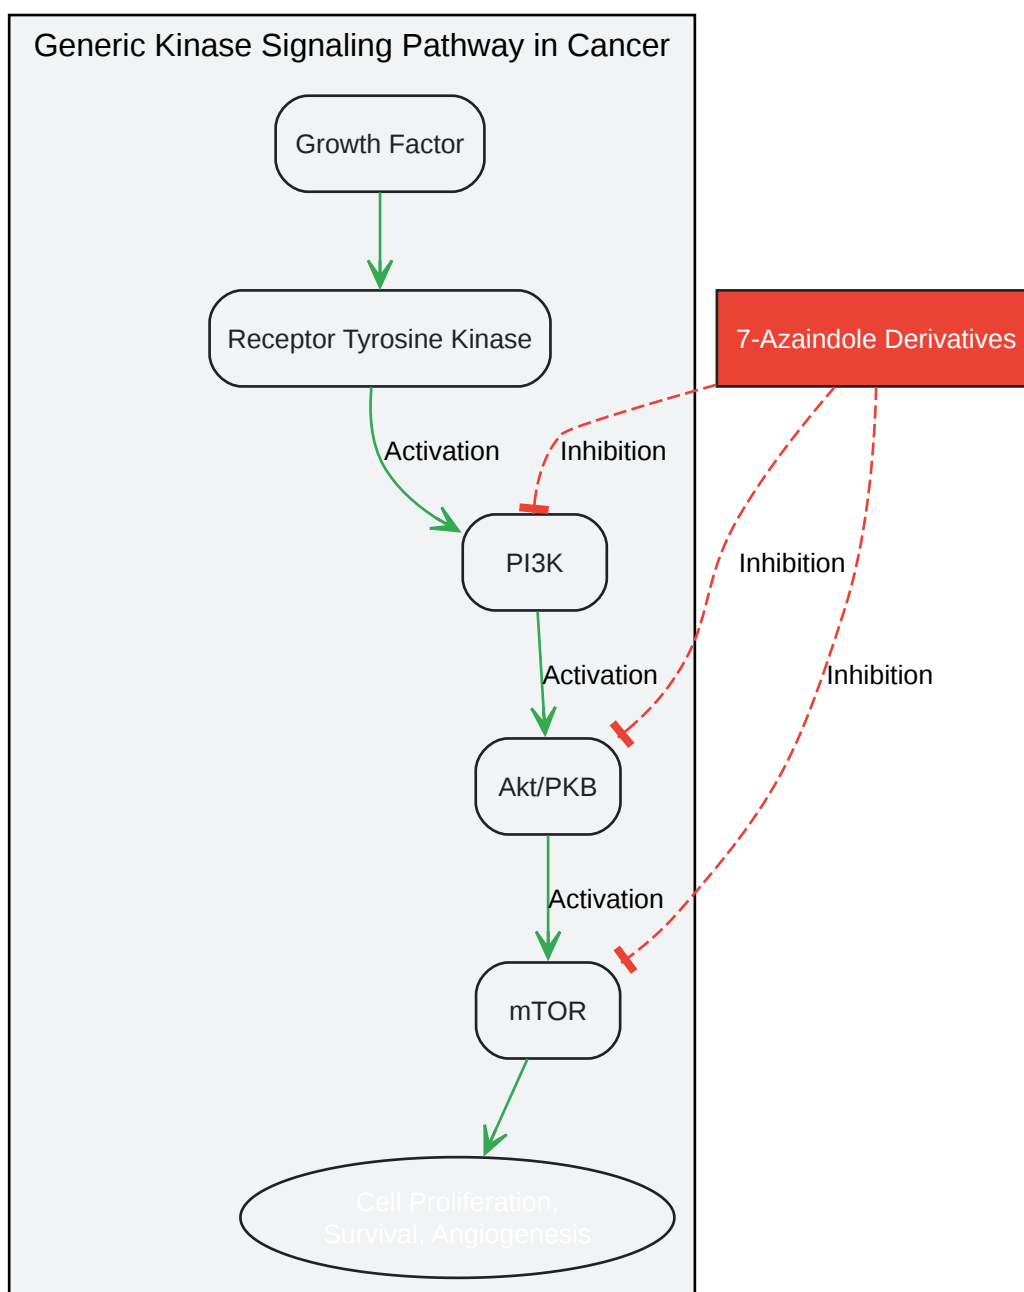 Generic Kinase Signaling Pathway in Cancer
Growth Factor
Receptor Tyrosine Kinase
7-Azaindole Derivatives
Activation
Inhibition
PI3K
Inhibition
Activation
Inhibition
Akt/PKB
Activation
mTOR
Cell Proliferation,
Survival, Angiogenesis